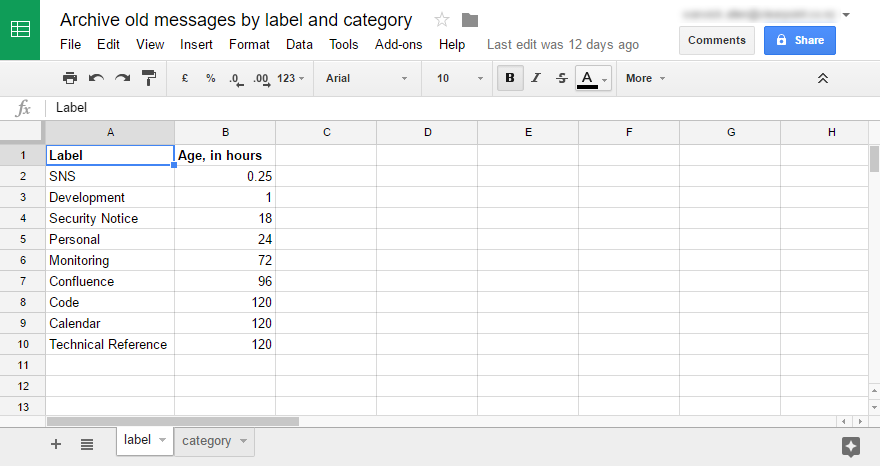 Archive old messages by label and category
File Edit View Insert Format Data Tools Add-ons Help Last edit was 12 days ago
Comments Share
£ % .0 .00 123 Arial 10 B I S A More
fx Label
A B C D E F G H
1 Label Age, in hours
2 SNS 0.25
3 Development 1
4 Security Notice 18
5 Personal 24
6 Monitoring 72
7 Confluence 96
8 Code 120
9 Calendar 120
10 Technical Reference 120
11
12
13
+ label category